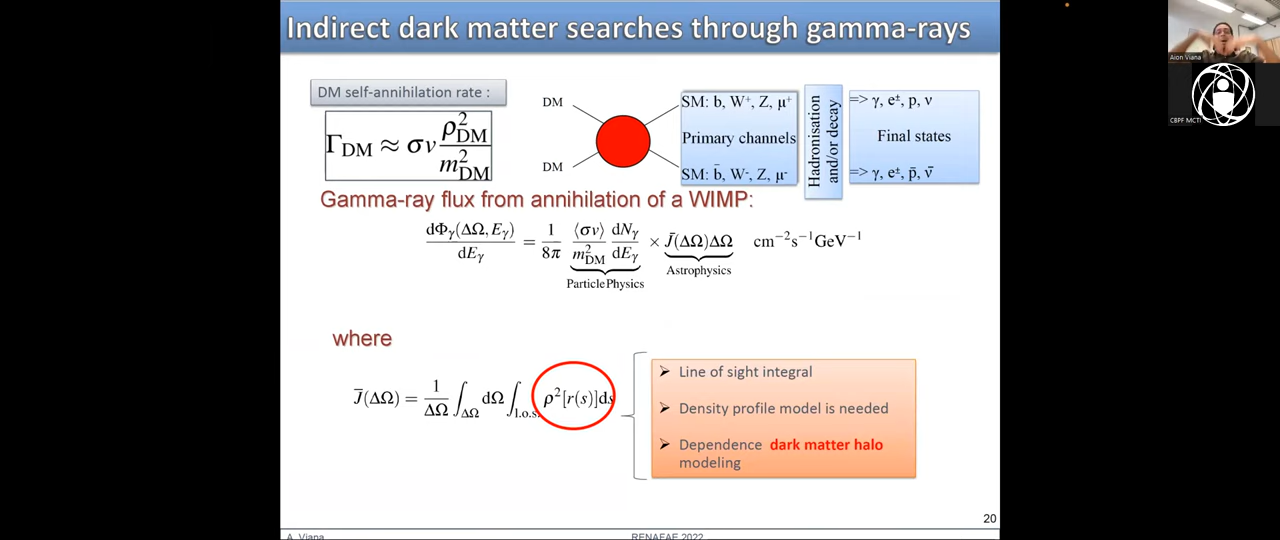 Indirect dark matter searches through gamma-rays
Aion Viana
CBPF MCTI
DM self-annihilation rate :
Γ_DM ≈ σv ρ²_DM / m²_DM
DM
DM
SM: b, W⁺, Z, μ⁺
Primary channels
SM: b̄, W⁻, Z, μ⁻
Hadronisation
and/or decay
=> γ, e±, p, ν
Final states
=> γ, e±, p̄, ν̄
Gamma-ray flux from annihilation of a WIMP:
dΦ_γ(ΔΩ, E_γ) / dE_γ = 1/8π ⟨σv⟩/m²_DM dN_γ/dE_γ × J̄(ΔΩ)ΔΩ cm⁻²s⁻¹GeV⁻¹
Particle Physics
Astrophysics
where
J̄(ΔΩ) = 1/ΔΩ ∫_ΔΩ dΩ ∫_l.o.s. ρ²[r(s)]ds
➢ Line of sight integral
➢ Density profile model is needed
➢ Dependence dark matter halo
modeling
20
A. Viana
RENAFAE 2022